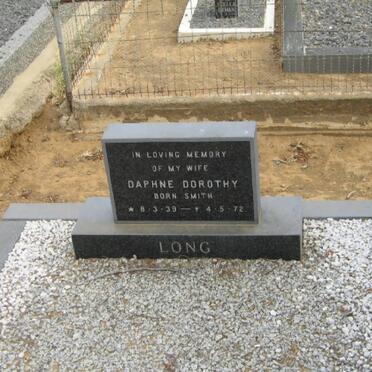 IN LOVING MEMORY
OF MY WIFE
DAPHNE DOROTHY
BORN SMITH
* 8-3-39 — † 4-5-72
LONG